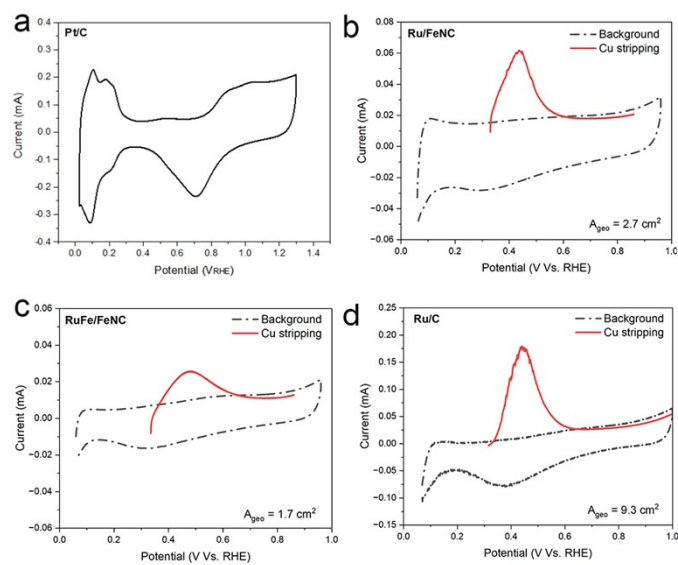 a
Pt/C
Current (mA)
0.4
0.3
0.2
0.1
0.0
-0.1
-0.2
-0.3
-0.4
0.0 0.2 0.4 0.6 0.8 1.0 1.2 1.4
Potential (VRHE)
b
Ru/FeNC
Background
Cu stripping
Current (mA)
0.08
0.06
0.04
0.02
0.00
−0.02
−0.04
−0.06
0.0 0.2 0.4 0.6 0.8 1.0
Potential (V Vs. RHE)
Ageo = 2.7 cm²
c
RuFe/FeNC
Background
Cu stripping
Current (mA)
0.06
0.04
0.02
0.00
−0.02
−0.04
−0.06
0.0 0.2 0.4 0.6 0.8 1.0
Potential (V Vs. RHE)
Ageo = 1.7 cm²
d
Ru/C
Background
Cu stripping
Current (mA)
0.25
0.20
0.15
0.10
0.05
0.00
−0.05
−0.10
−0.15
0.0 0.2 0.4 0.6 0.8 1.0
Potential (V Vs. RHE)
Ageo = 9.3 cm²